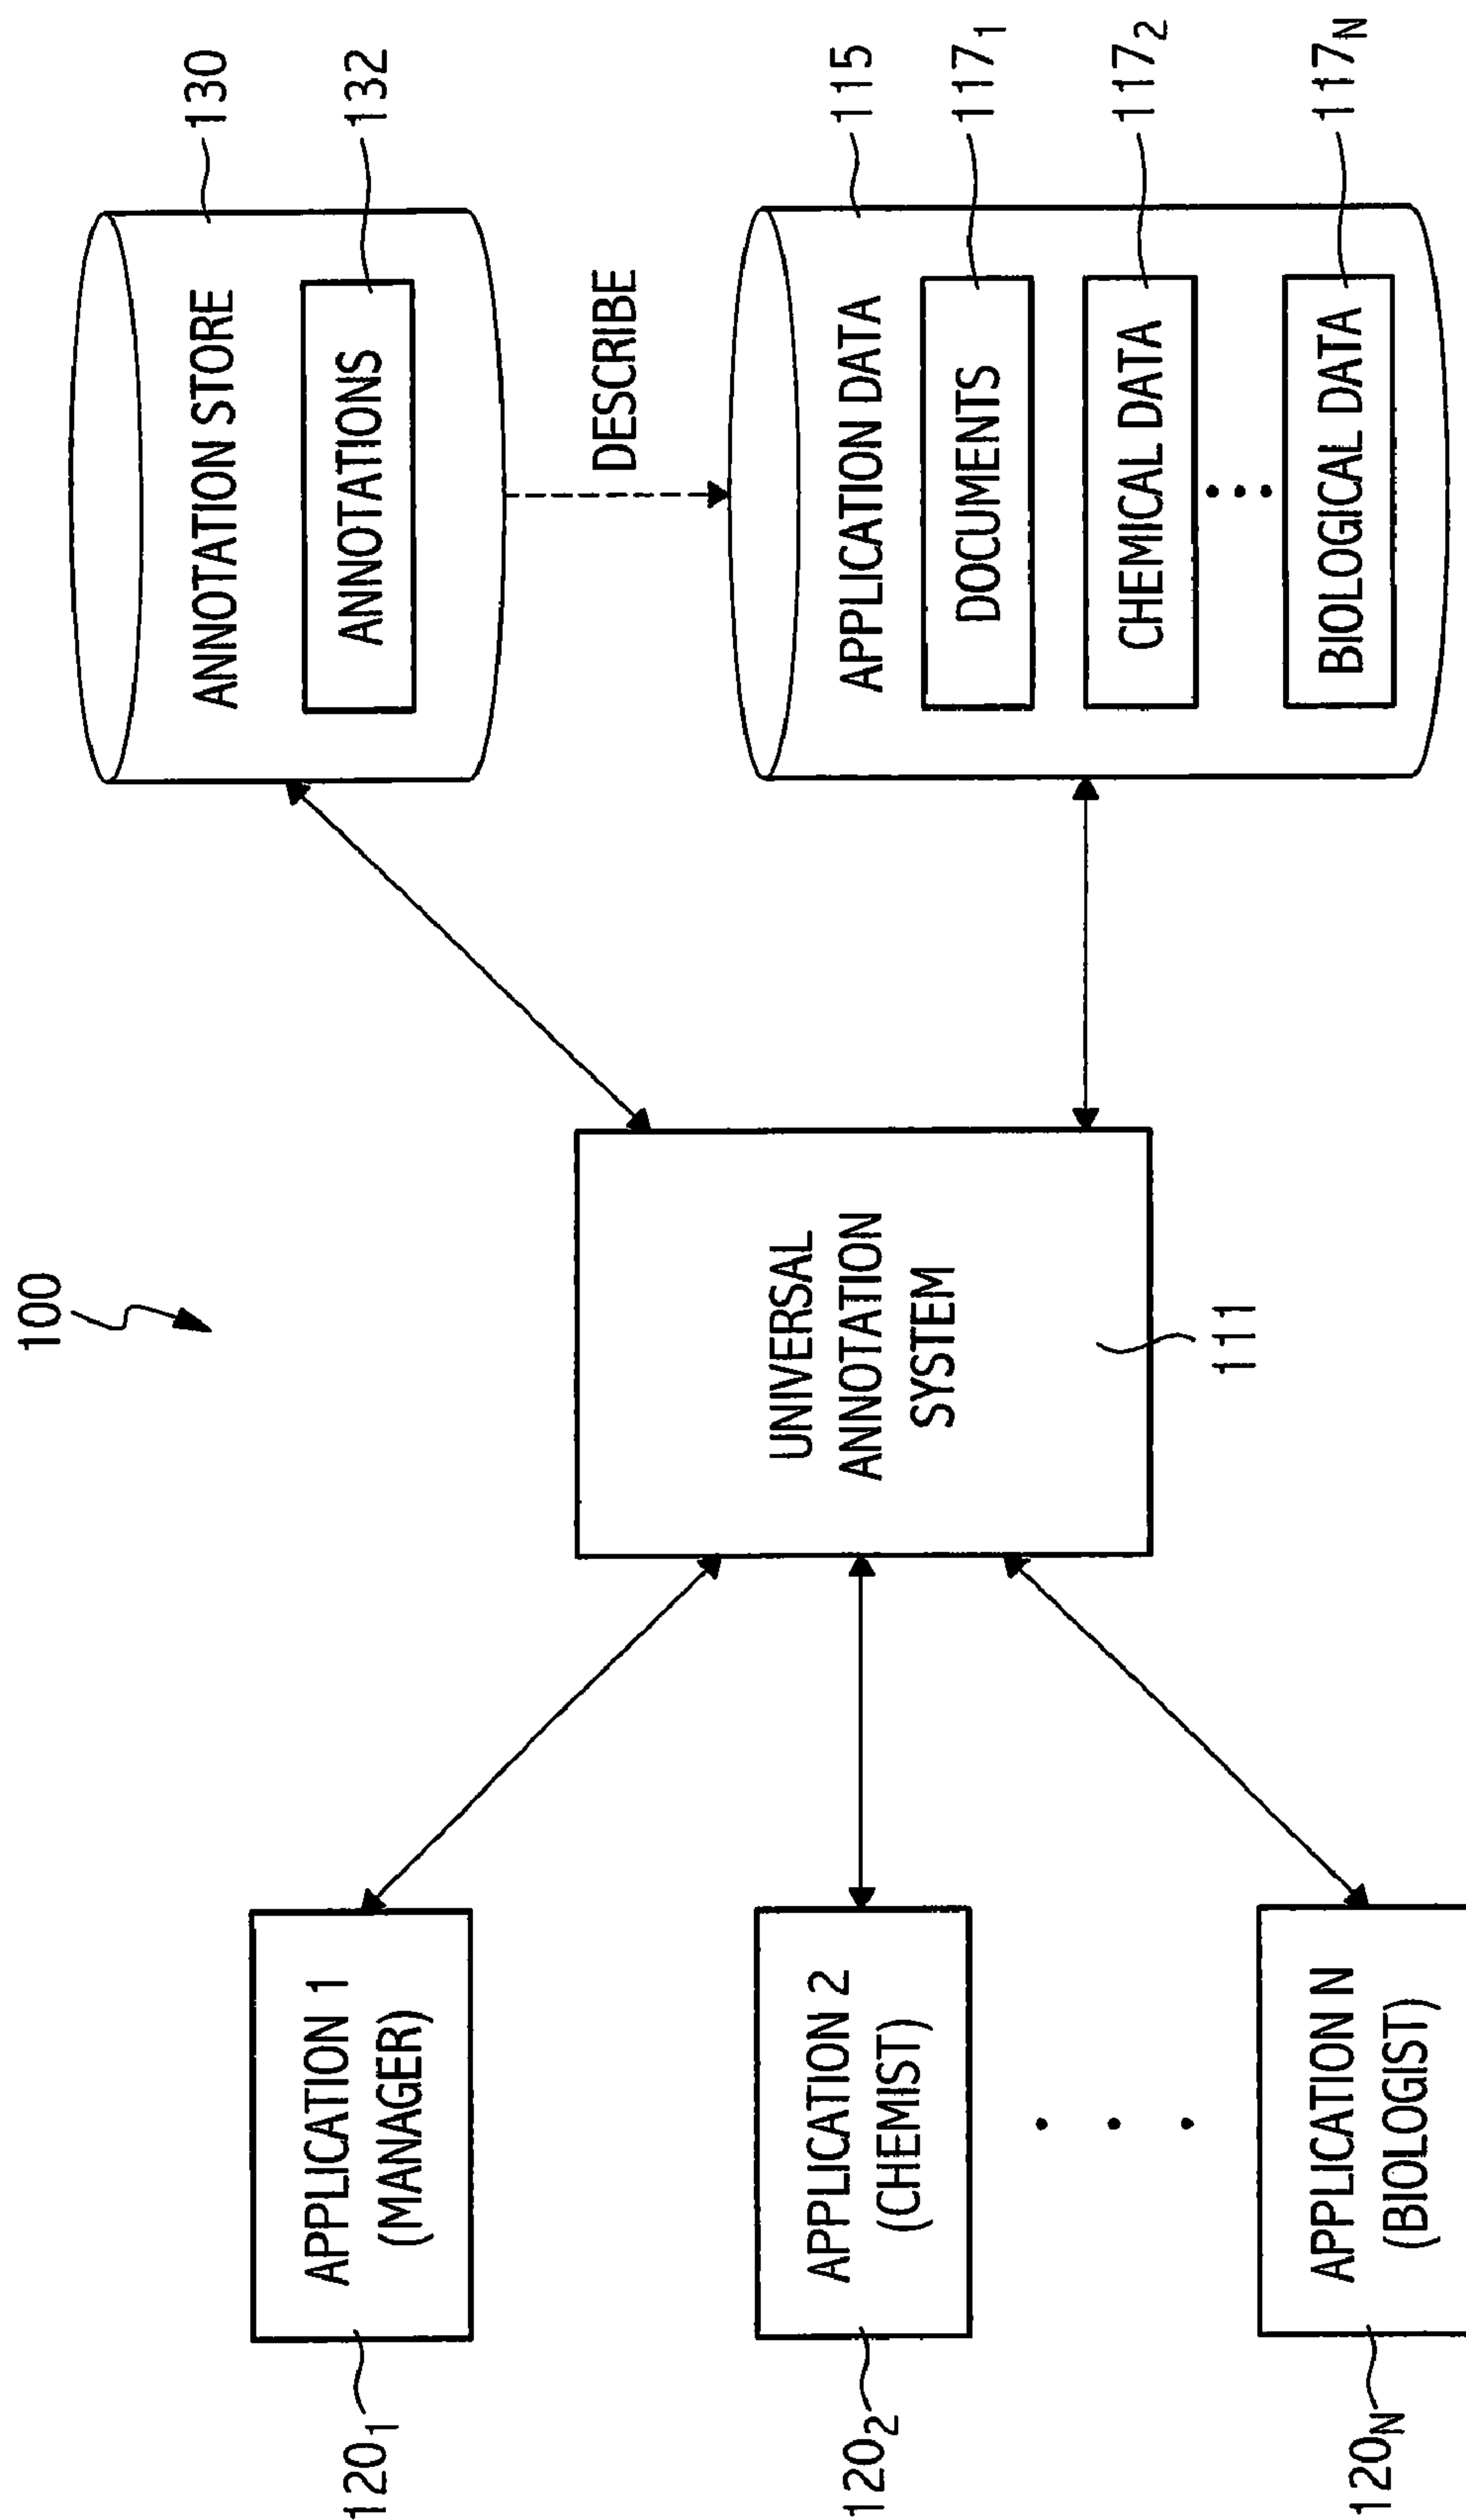 100
120₁
APPLICATION 1
(MANAGER)
120₂
APPLICATION 2
(CHEMIST)
120N
APPLICATION N
(BIOLOGIST)
UNIVERSAL
ANNOTATION
SYSTEM
111
ANNOTATION STORE
130
ANNOTATIONS
132
DESCRIBE
APPLICATION DATA
115
DOCUMENTS
117₁
CHEMICAL DATA
117₂
BIOLOGICAL DATA
117N